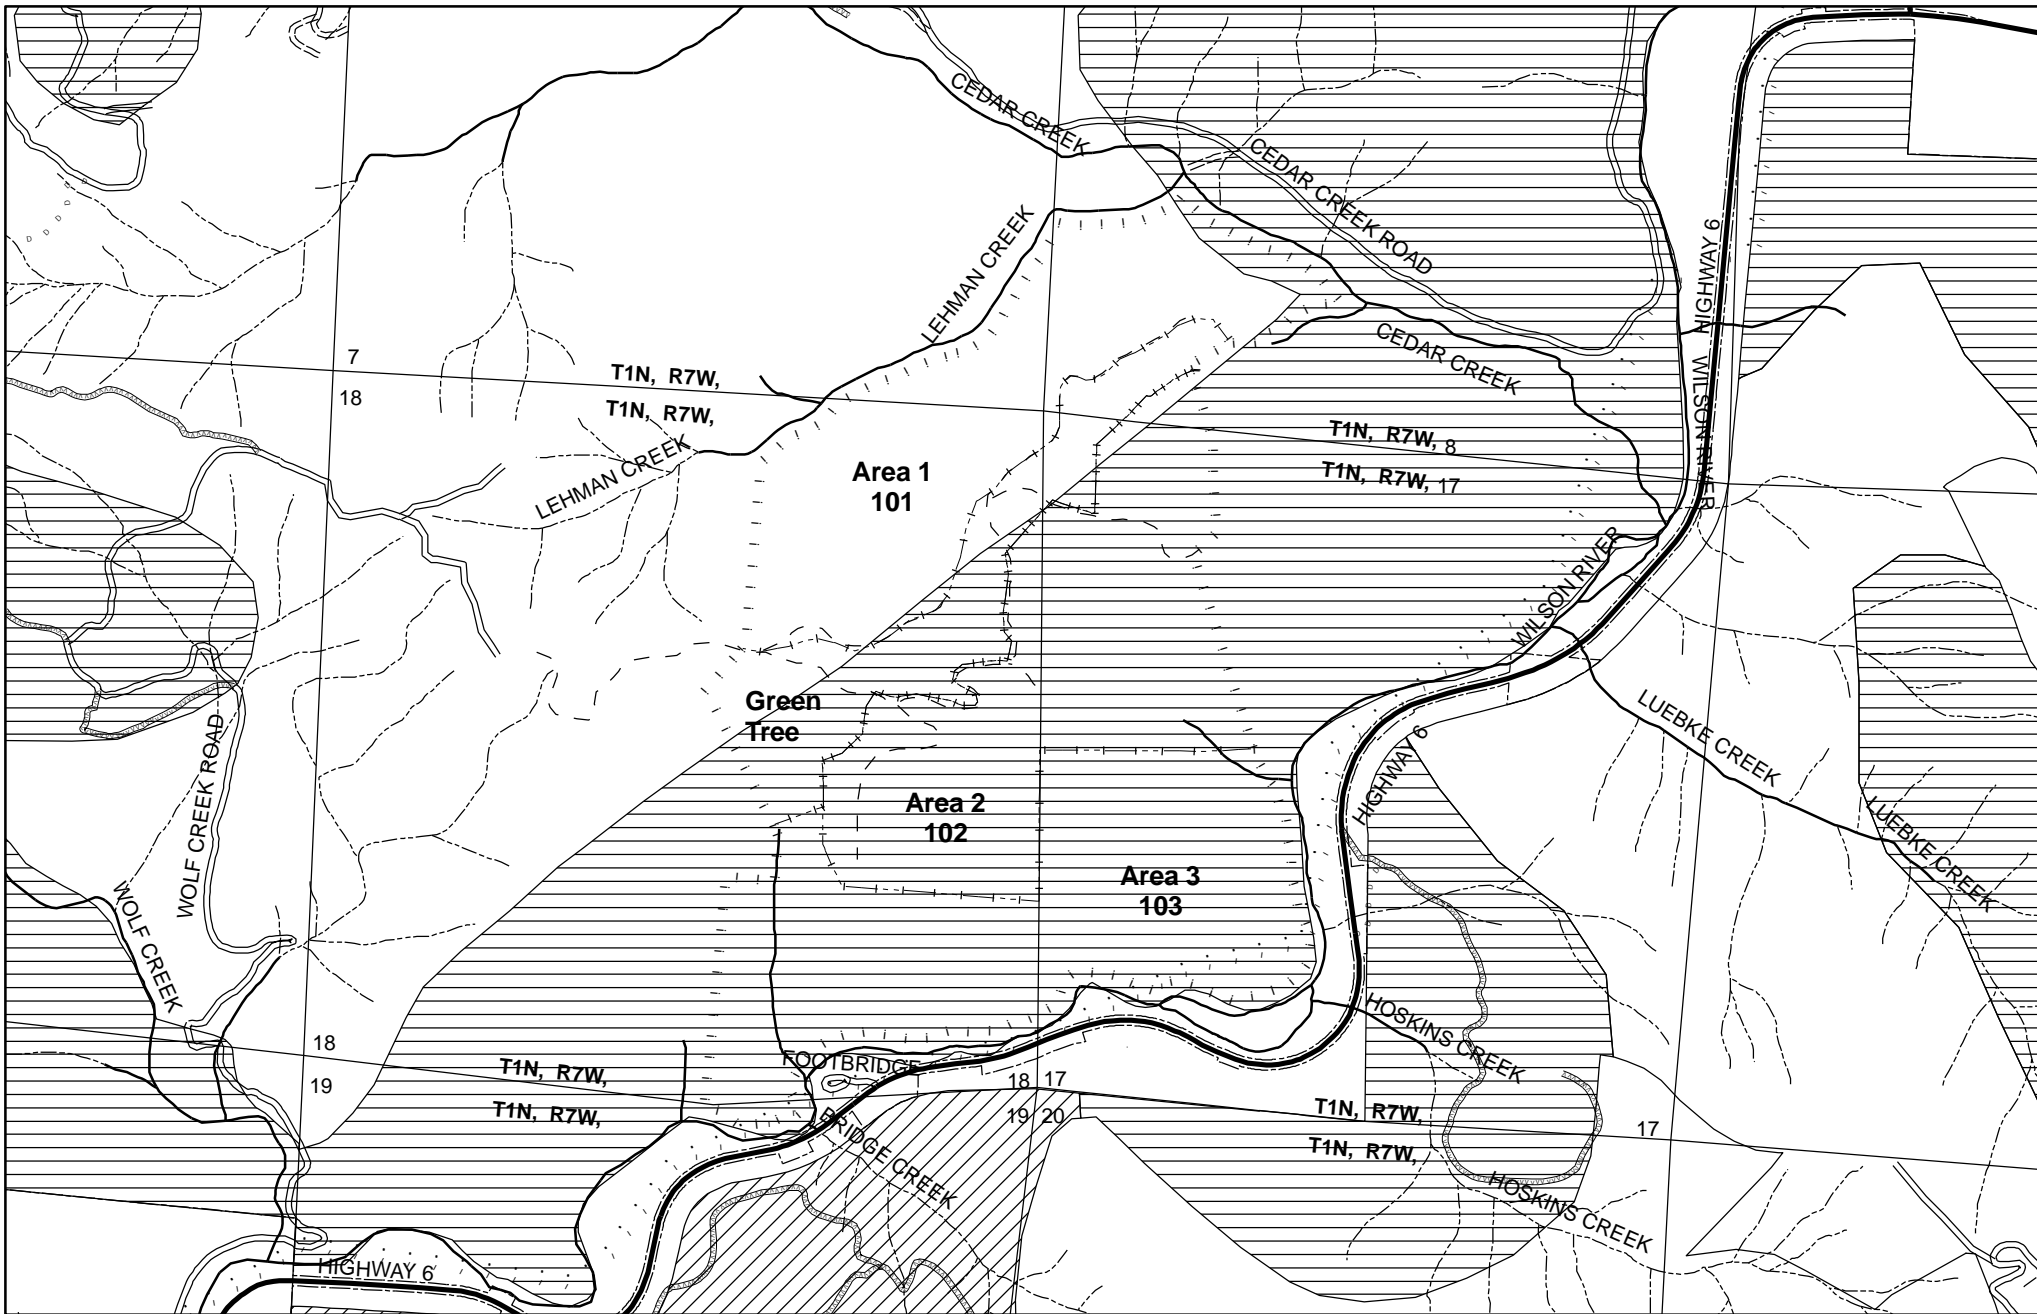 CEDAR CREEK
CEDAR CREEK ROAD
LEHMAN CREEK
HIGHWAY 6
WILSON RIVER
CEDAR CREEK
7
18
T1N, R7W,
T1N, R7W,
T1N, R7W, 8
T1N, R7W, 17
LEHMAN CREEK
Area 1
101
WILSON RIVER
Green
Tree
WOLF CREEK ROAD
LUEBKE CREEK
HIGHWAY 6
Area 2
102
LUEBKE CREEK
Area 3
103
WOLF CREEK
HOSKINS CREEK
18
19
T1N, R7W,
T1N, R7W,
FOOTBRIDGE
18 17
19 20
T1N, R7W,
T1N, R7W,
17
BRIDGE CREEK
HOSKINS CREEK
HIGHWAY 6